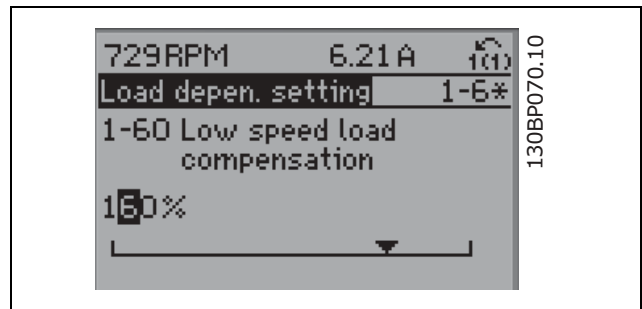 729RPM 6.21A 1(1)
Load depen. setting 1-6*
1-60 Low speed load
compensation
160%
130BP070.10